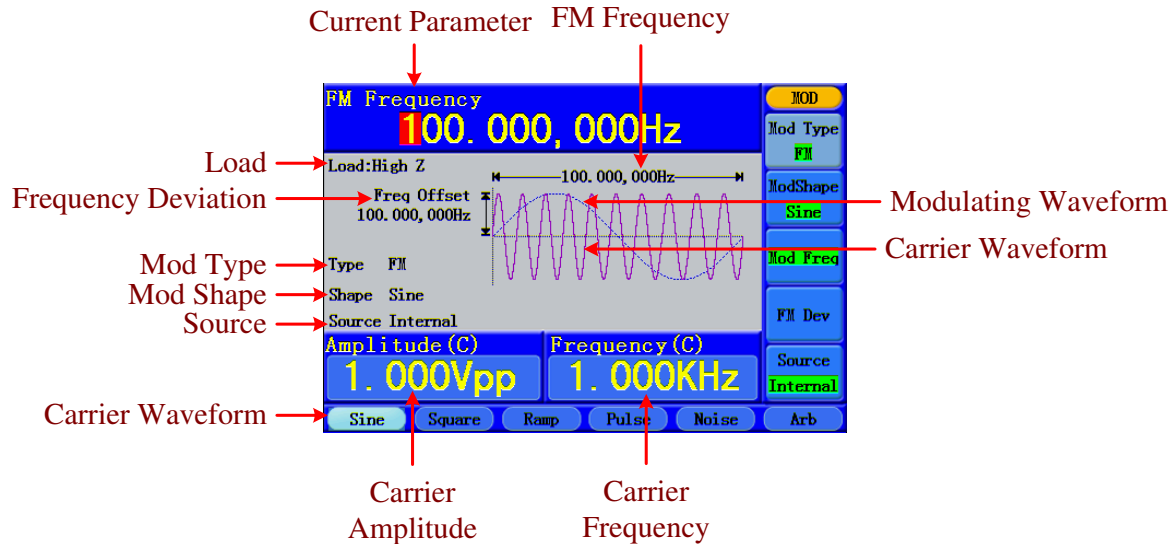 Current Parameter
FM Frequency
FM Frequency
100.000,000Hz
MOD
Mod Type
FM
Load
Load:High Z
100.000,000Hz
ModShape
Sine
Frequency Deviation
Freq Offset
100.000,000Hz
Modulating Waveform
Carrier Waveform
Mod Freq
Mod Type
Type FM
Mod Shape
Shape Sine
Source
Source Internal
FM Dev
Amplitude(C)
1.000Vpp
Frequency(C)
1.000KHz
Source
Internal
Carrier Waveform
Sine
Square
Ramp
Pulse
Noise
Arb
Carrier
Amplitude
Carrier
Frequency